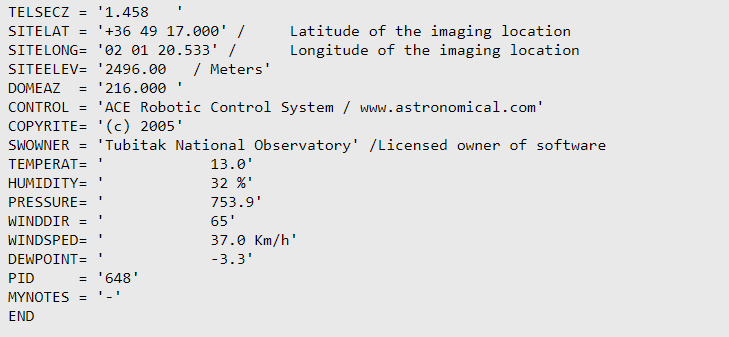 TELSECZ = '1.458   '
SITELAT = '+36 49 17.000' /     Latitude of the imaging location
SITELONG= '02 01 20.533' /      Longitude of the imaging location
SITEELEV= '2496.00   / Meters'
DOMEAZ  = '216.000 '
CONTROL = 'ACE Robotic Control System / www.astronomical.com'
COPYRITE= '(c) 2005'
SWOWNER = 'Tubitak National Observatory' /Licensed owner of software
TEMPERAT= '            13.0'
HUMIDITY= '            32 %'
PRESSURE= '            753.9'
WINDDIR = '            65'
WINDSPED= '            37.0 Km/h'
DEWPOINT= '            -3.3'
PID     = '648'
MYNOTES = '-'
END